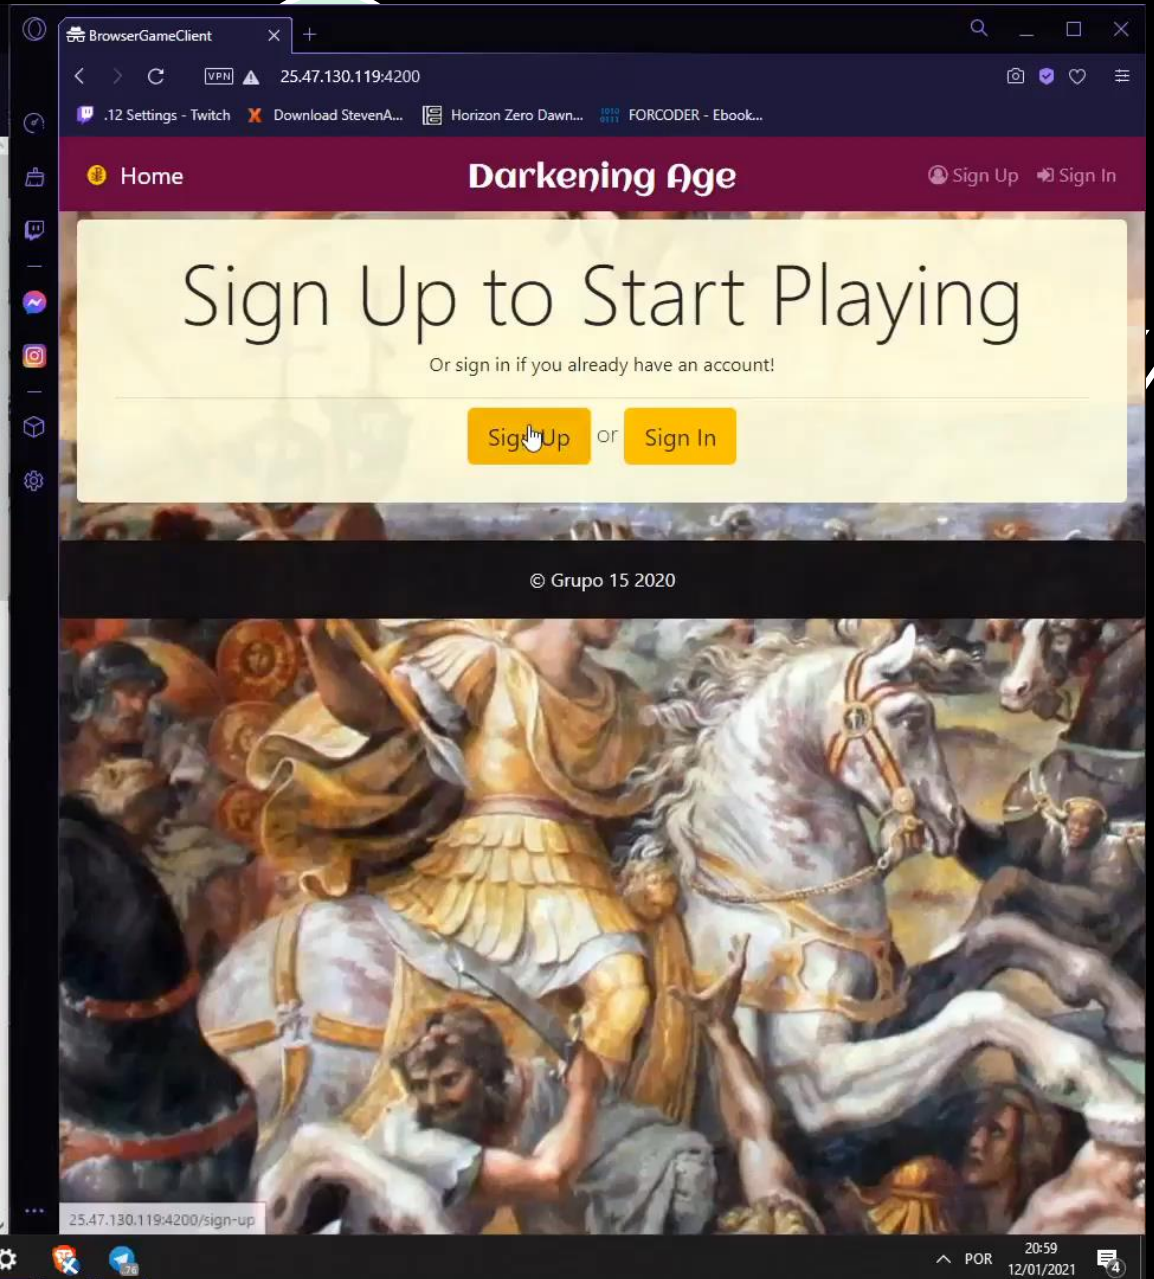 BrowserGameClient
VPN 25.47.130.119:4200
.12 Settings - Twitch Download StevenA... Horizon Zero Dawn... FORCODER - Ebook...
Home Darkening Age Sign Up Sign In
Sign Up to Start Playing
Or sign in if you already have an account!
Sign Up or Sign In
© Grupo 15 2020
25.47.130.119:4200/sign-up
76
POR 20:59
12/01/2021 4